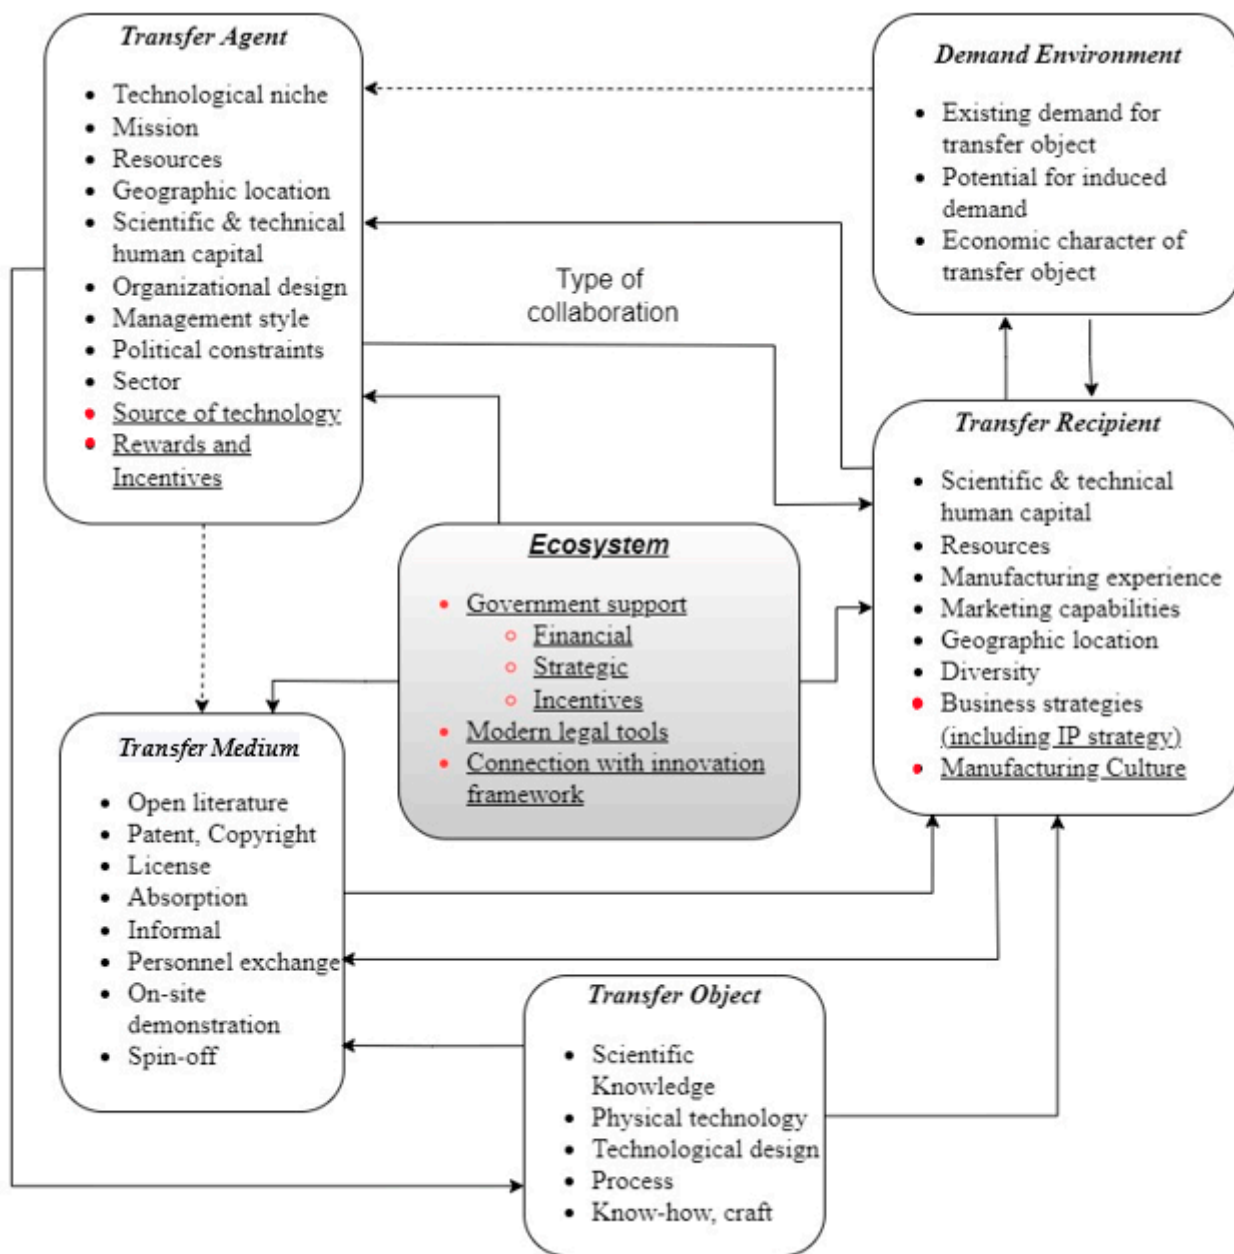 Transfer Agent
• Technological niche
• Mission
• Resources
• Geographic location
• Scientific & technical
human capital
• Organizational design
• Management style
• Political constraints
• Sector
• Source of technology
• Rewards and
Incentives
Demand Environment
• Existing demand for
transfer object
• Potential for induced
demand
• Economic character of
transfer object
Type of
collaboration
Transfer Recipient
• Scientific & technical
human capital
• Resources
• Manufacturing experience
• Marketing capabilities
• Geographic location
• Diversity
• Business strategies
(including IP strategy)
• Manufacturing Culture
Ecosystem
• Government support
○ Financial
○ Strategic
○ Incentives
• Modern legal tools
• Connection with innovation
framework
Transfer Medium
• Open literature
• Patent, Copyright
• License
• Absorption
• Informal
• Personnel exchange
• On-site
demonstration
• Spin-off
Transfer Object
• Scientific
Knowledge
• Physical technology
• Technological design
• Process
• Know-how, craft